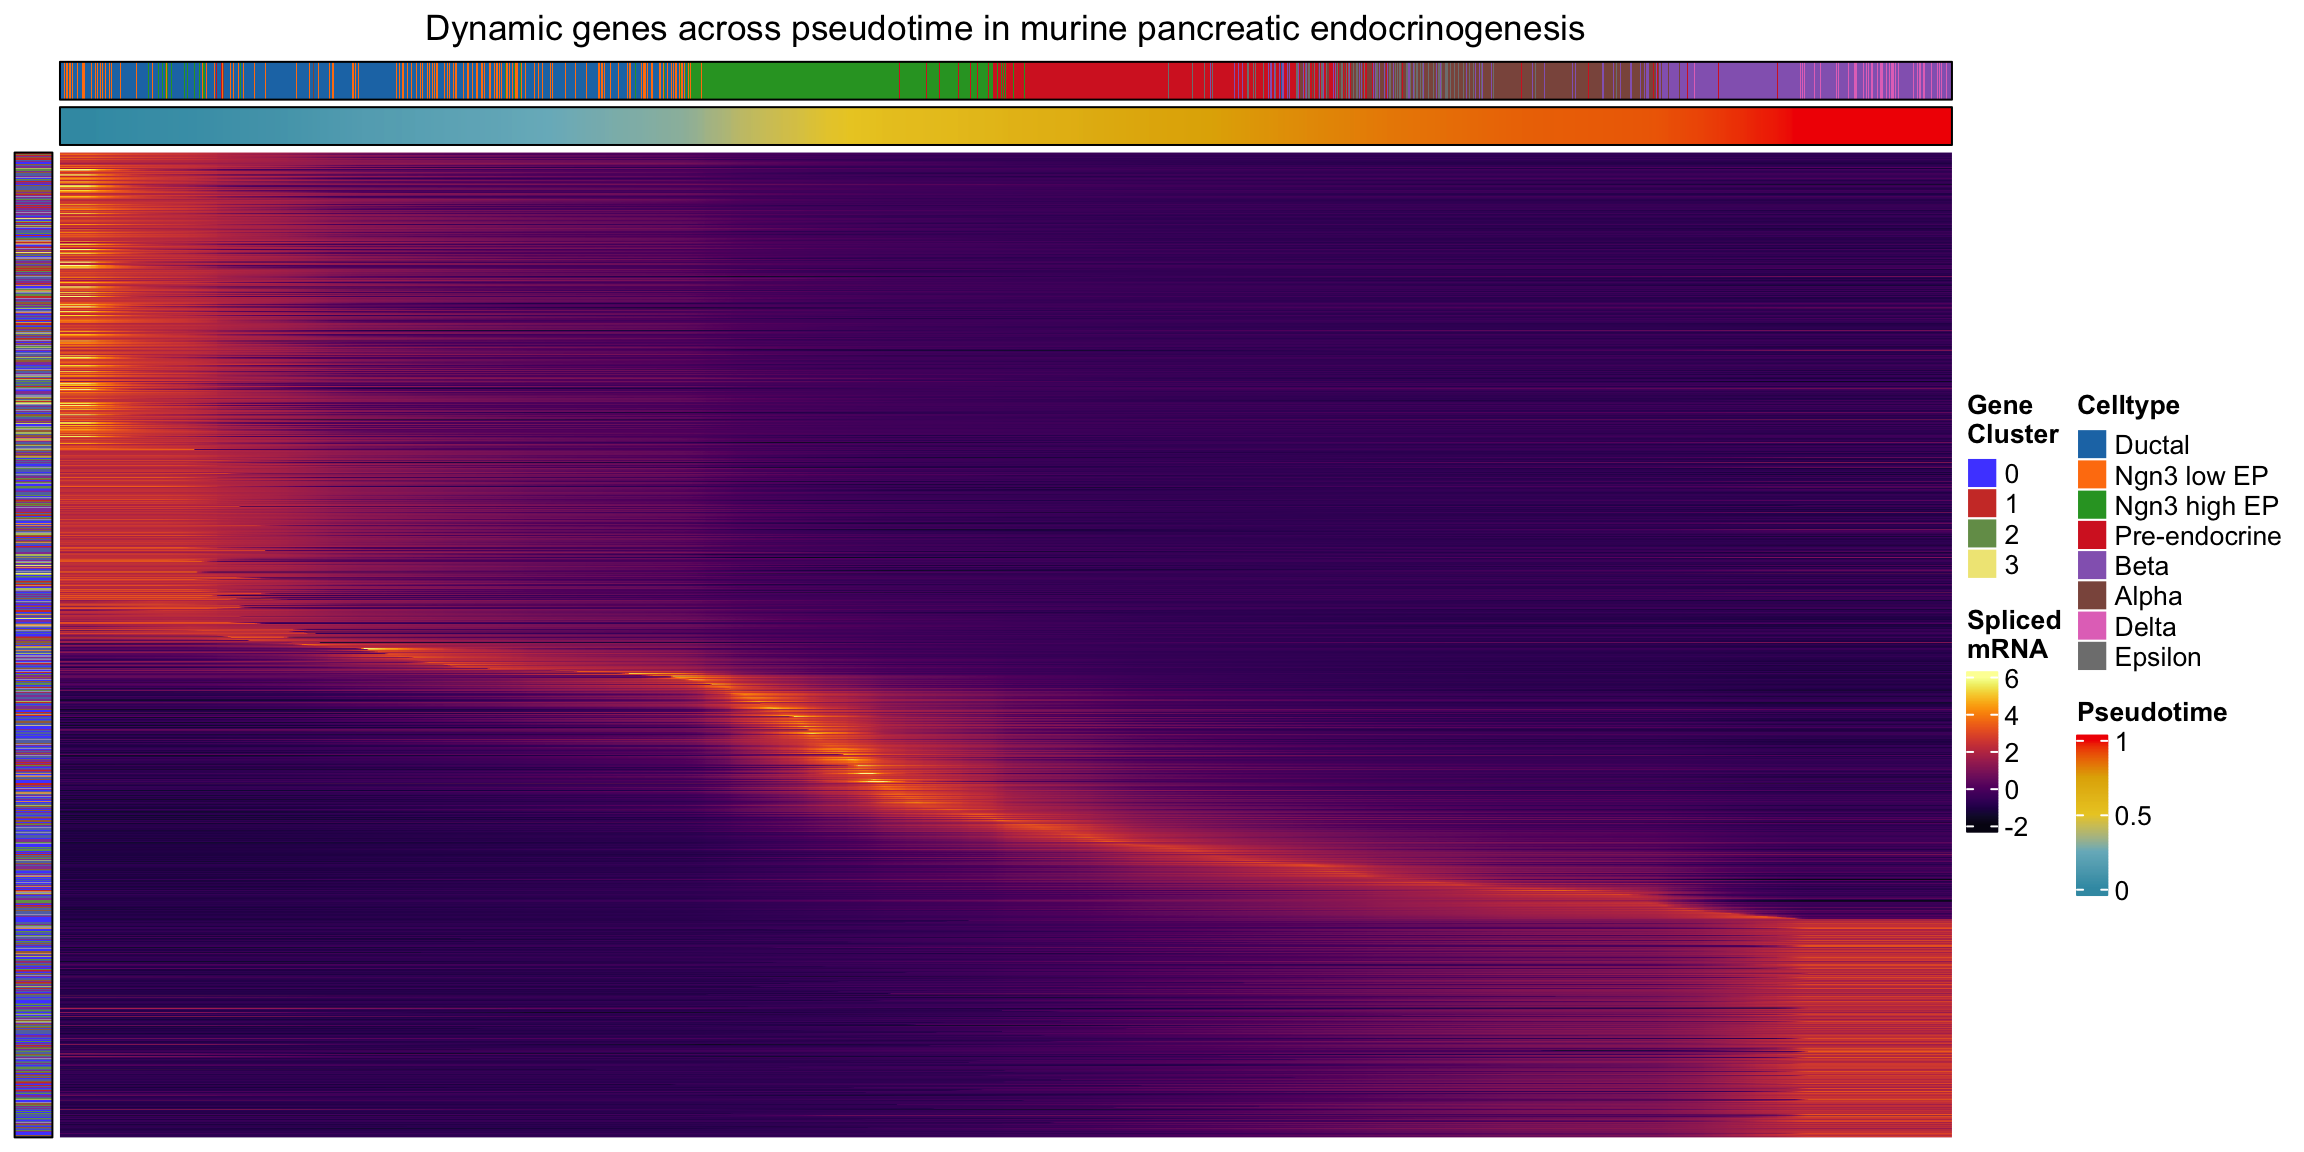 Dynamic genes across pseudotime in murine pancreatic endocrinogenesis
Gene
Cluster
0
1
2
3
Spliced
mRNA
6
4
2
0
-2
Celltype
Ductal
Ngn3 low EP
Ngn3 high EP
Pre-endocrine
Beta
Alpha
Delta
Epsilon
Pseudotime
1
0.5
0